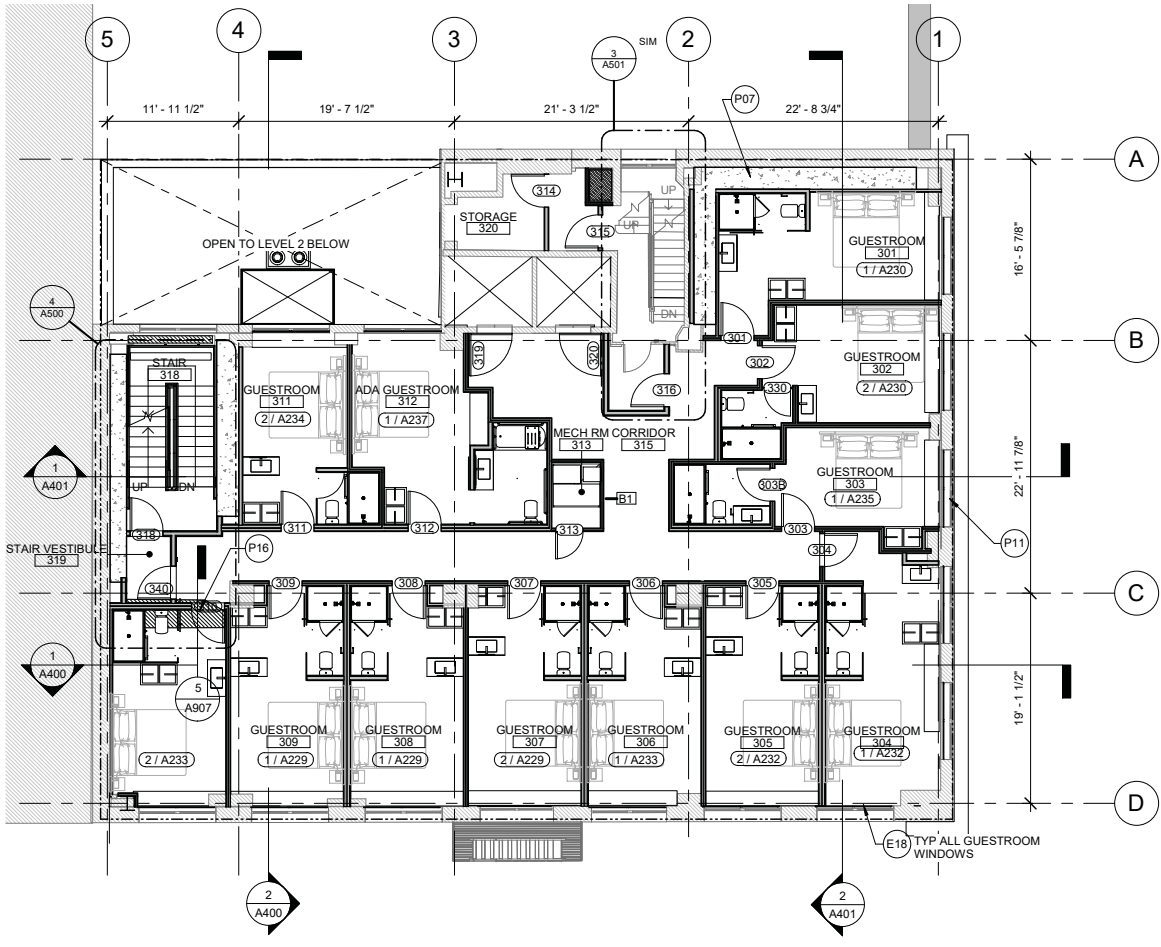 5
4
3
2
1
SIM
3
A501
P07
11' - 11 1/2"
19' - 7 1/2"
21' - 3 1/2"
22' - 8 3/4"
A
314
UP
STORAGE
320
315
UP
OPEN TO LEVEL 2 BELOW
GUESTROOM
301
1 / A230
16' - 5 7/8"
4
A500
DN
B
301
319
320
302
GUESTROOM
302
2 / A230
STAIR
318
GUESTROOM
311
2 / A234
ADA GUESTROOM
312
1 / A237
316
330
MECH RM
313
CORRIDOR
315
1
A401
UP
DN
GUESTROOM
303
1 / A235
303B
22' - 11 7/8"
B1
311
312
313
303
318
304
STAIR VESTIBULE
319
P16
P11
340
309
308
307
306
305
C
1
A400
5
A907
2 / A233
GUESTROOM
309
1 / A229
GUESTROOM
308
1 / A229
GUESTROOM
307
2 / A229
GUESTROOM
306
1 / A233
GUESTROOM
305
2 / A232
GUESTROOM
304
1 / A232
19' - 1 1/2"
D
E18
TYP ALL GUESTROOM
WINDOWS
2
A400
2
A401